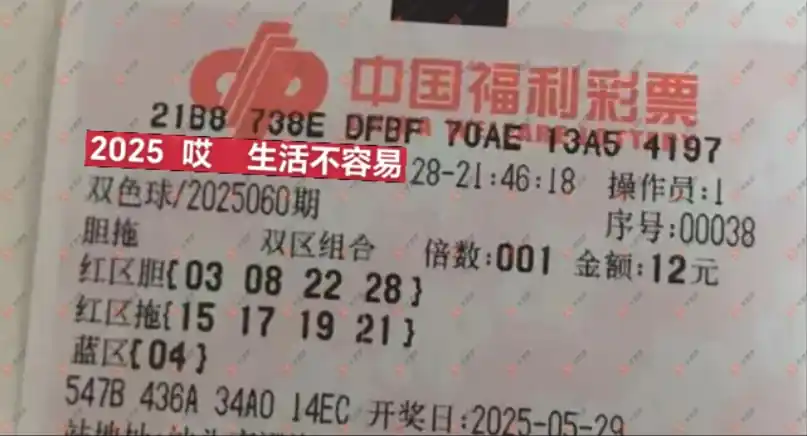 中国福利彩票
21B8 738E DFBF 70AE 13A5 4197
2025 哎 生活不容易
28-21:46:18 操作员:1
双色球/2025060期 序号:00038
胆拖 双区组合 倍数:001 金额:12元
红区胆{03 08 22 28}
红区拖{15 17 19 21}
蓝区{04}
547B 436A 34A0 14EC 开奖日:2025-05-29